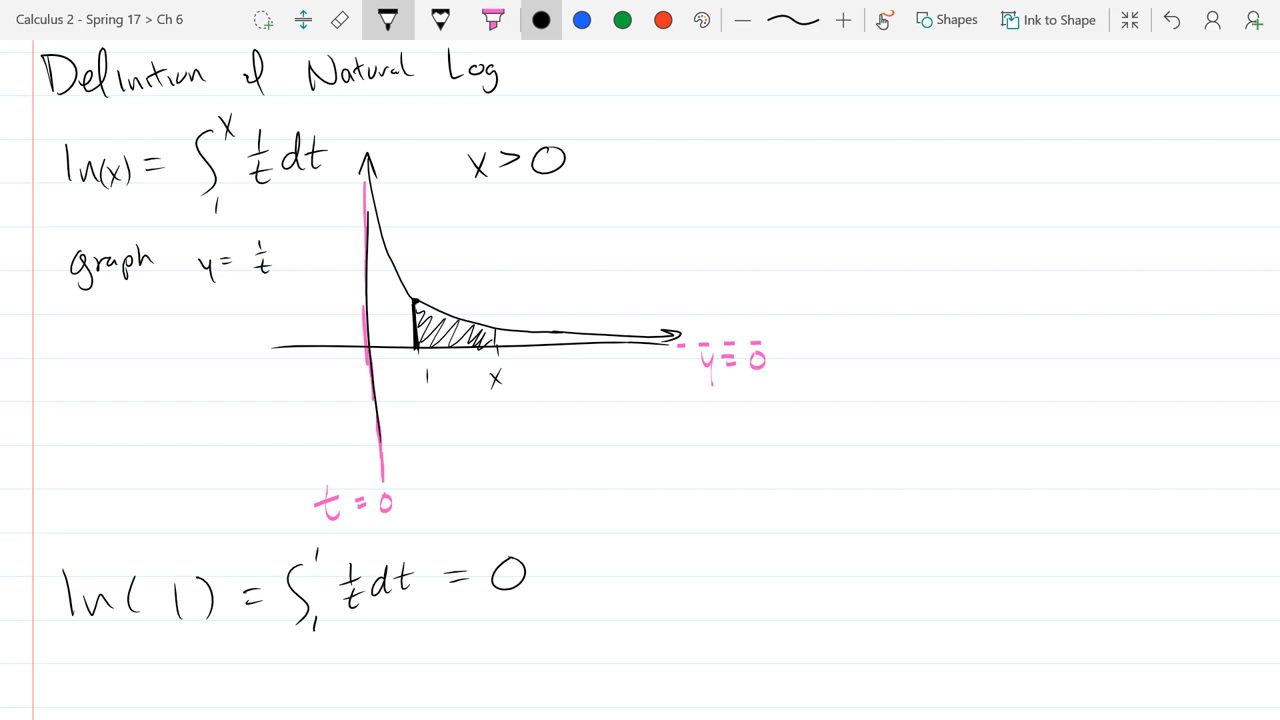 Calculus 2 - Spring 17 > Ch 6
Shapes
Ink to Shape
Definition of Natural Log
ln(x) = ∫₁ˣ 1/t dt x > 0
graph y = 1/t
y = 0
1 x
t = 0
ln(1) = ∫₁¹ 1/t dt = 0